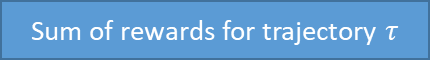 Sum of rewards for trajectory τ